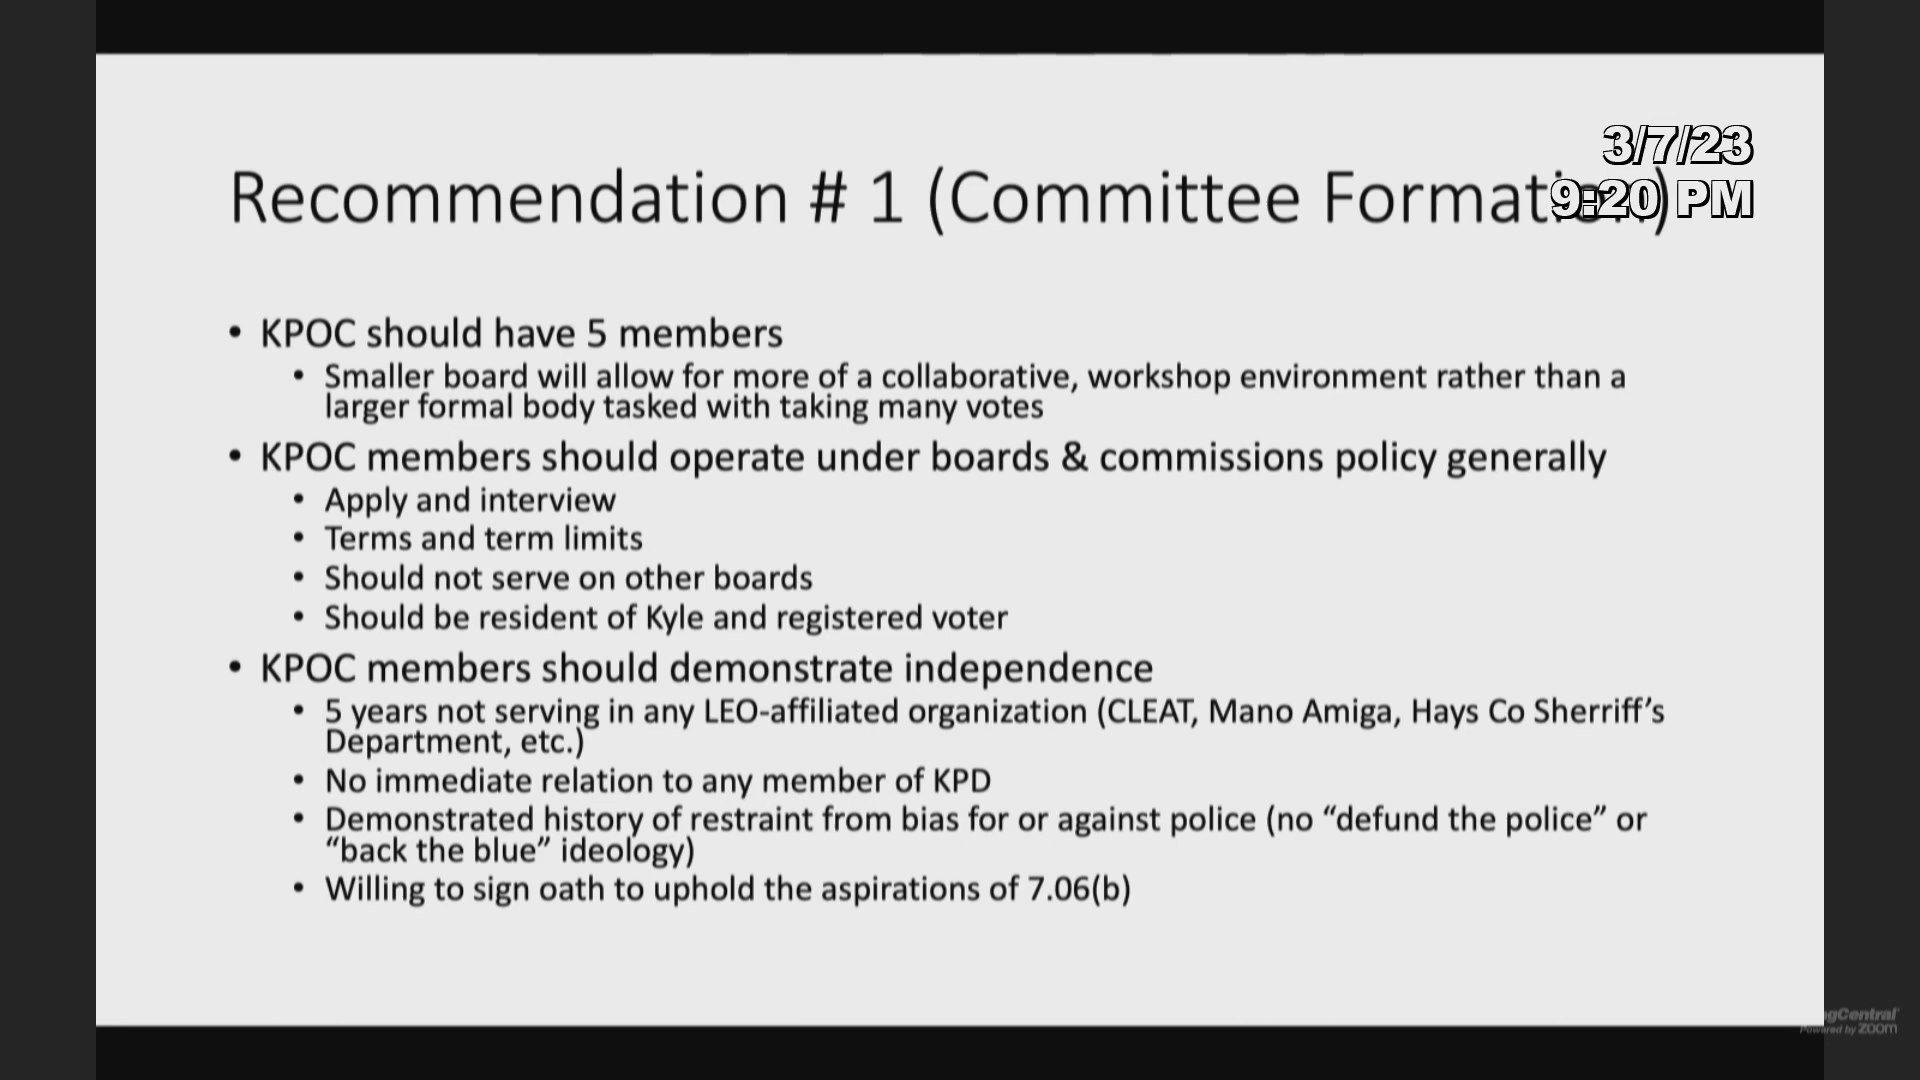 3/7/23
9:20 PM
Recommendation # 1 (Committee Formation)
• KPOC should have 5 members
• Smaller board will allow for more of a collaborative, workshop environment rather than a
larger formal body tasked with taking many votes
• KPOC members should operate under boards & commissions policy generally
• Apply and interview
• Terms and term limits
• Should not serve on other boards
• Should be resident of Kyle and registered voter
• KPOC members should demonstrate independence
• 5 years not serving in any LEO-affiliated organization (CLEAT, Mano Amiga, Hays Co Sherriff’s
Department, etc.)
• No immediate relation to any member of KPD
• Demonstrated history of restraint from bias for or against police (no “defund the police” or
“back the blue” ideology)
• Willing to sign oath to uphold the aspirations of 7.06(b)
Powered by zoom